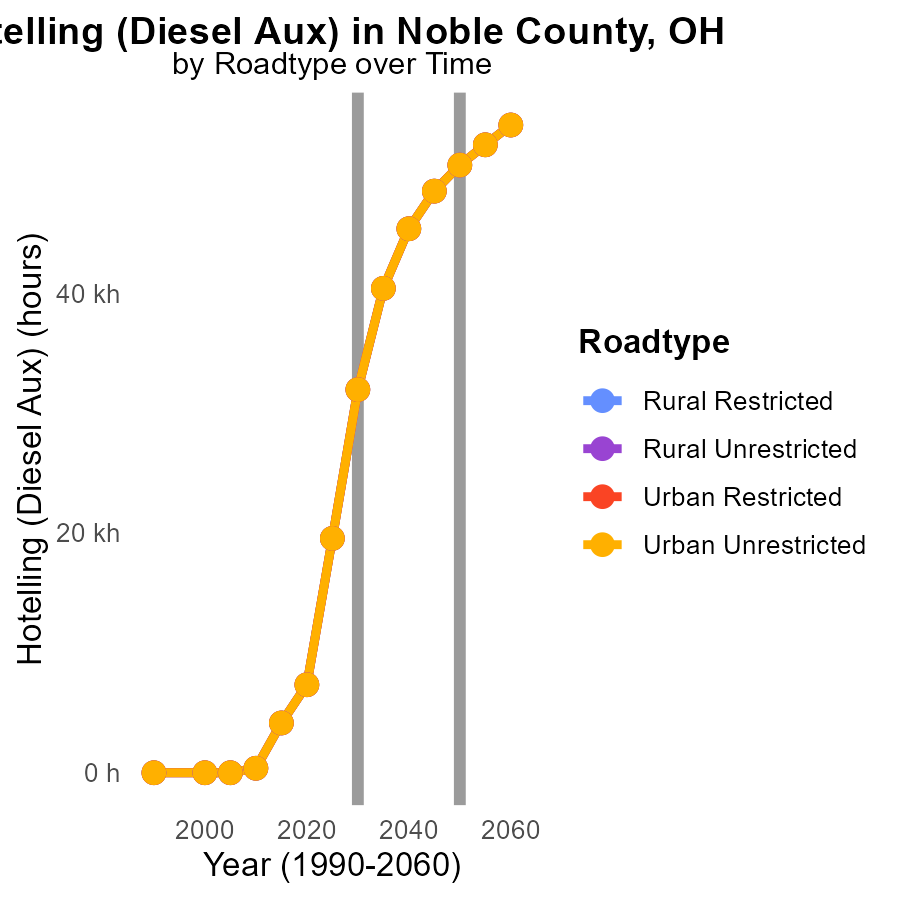 telling (Diesel Aux) in Noble County, OH
by Roadtype over Time
Hotelling (Diesel Aux) (hours)
40 kh
20 kh
0 h
2000 2020 2040 2060
Year (1990-2060)
Roadtype
Rural Restricted
Rural Unrestricted
Urban Restricted
Urban Unrestricted